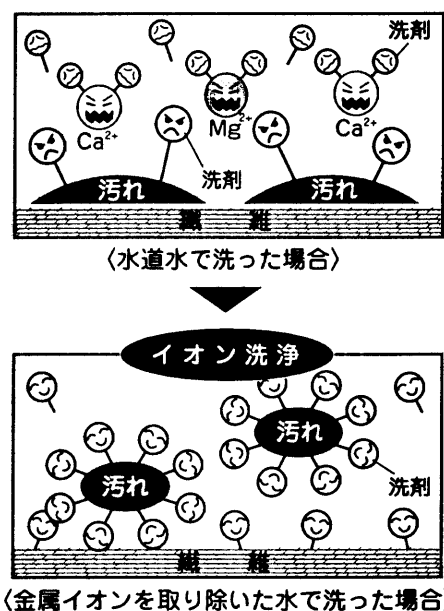 洗剤
Ca²⁺
Mg²⁺
Ca²⁺
洗剤
汚れ
汚れ
繊維
〈水道水で洗った場合〉
イオン洗浄
汚れ
汚れ
洗剤
繊維
〈金属イオンを取り除いた水で洗った場合